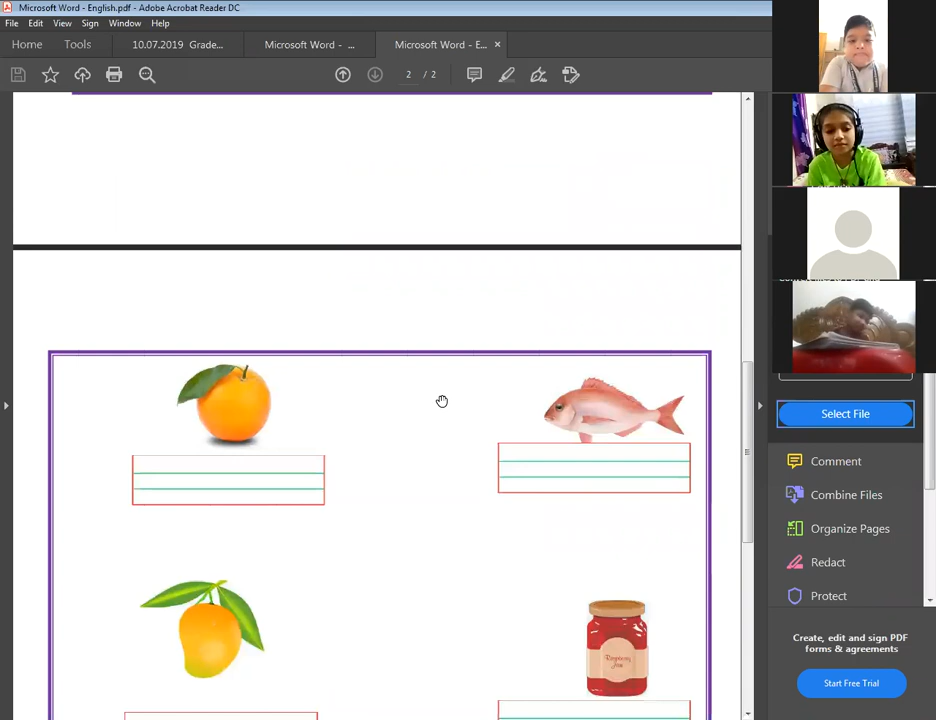 Microsoft Word - English.pdf - Adobe Acrobat Reader DC
File Edit View Sign Window Help
Home Tools 10.07.2019 Grade... Microsoft Word - ... Microsoft Word - E... ×
2 / 2
Select File
Comment
Combine Files
Organize Pages
Redact
Protect
Raspberry
Jam
Create, edit and sign PDF
forms & agreements
Start Free Trial